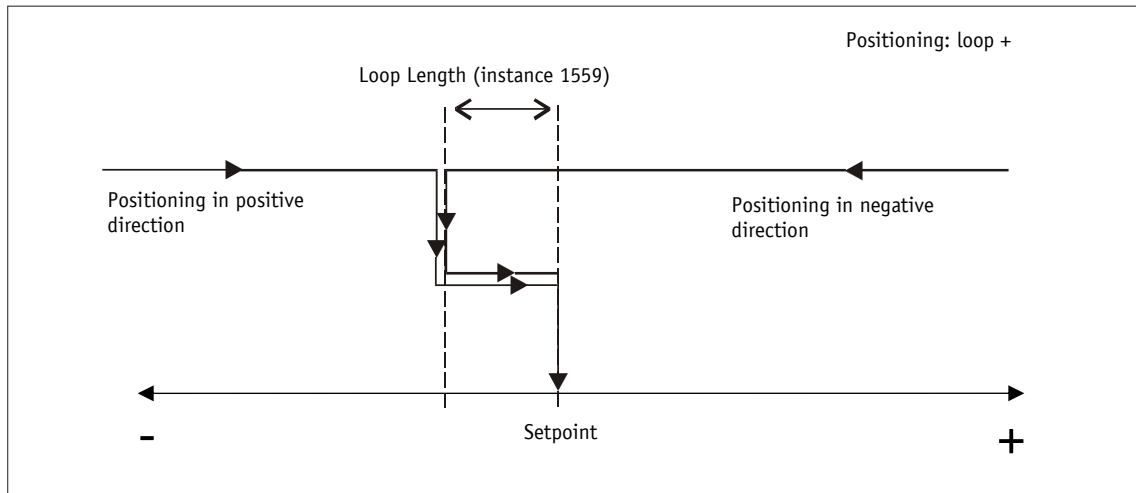 Positioning: loop +
Loop Length (instance 1559)
Positioning in positive
direction
Positioning in negative
direction
-
Setpoint
+